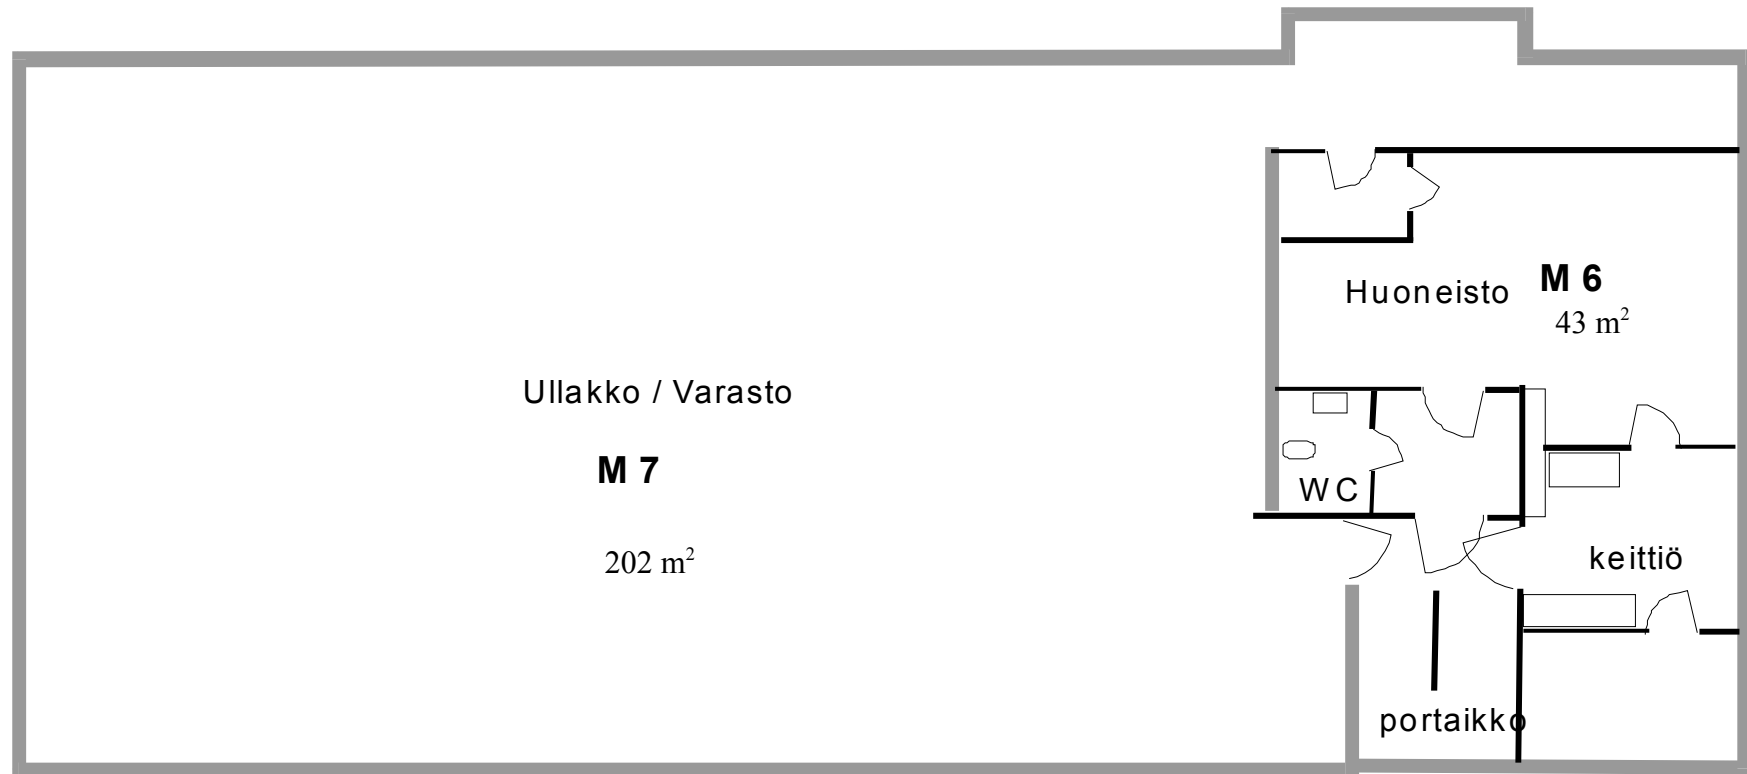 Huoneisto
M 6
43 m²
Ullakko / Varasto
M 7
202 m²
WC
keittiö
portaikko